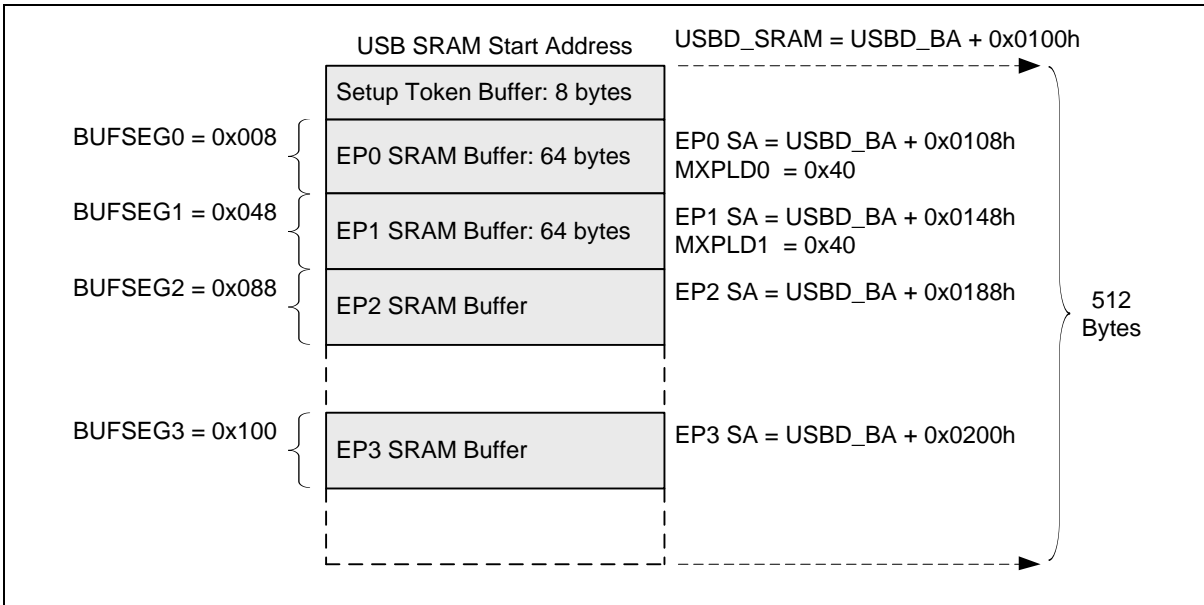 USB SRAM Start Address
USBD_SRAM = USBD_BA + 0x0100h
Setup Token Buffer: 8 bytes
BUFSEG0 = 0x008
EP0 SRAM Buffer: 64 bytes
EP0 SA = USBD_BA + 0x0108h
MXPLD0 = 0x40
BUFSEG1 = 0x048
EP1 SRAM Buffer: 64 bytes
EP1 SA = USBD_BA + 0x0148h
MXPLD1 = 0x40
BUFSEG2 = 0x088
EP2 SRAM Buffer
EP2 SA = USBD_BA + 0x0188h
512
Bytes
BUFSEG3 = 0x100
EP3 SRAM Buffer
EP3 SA = USBD_BA + 0x0200h